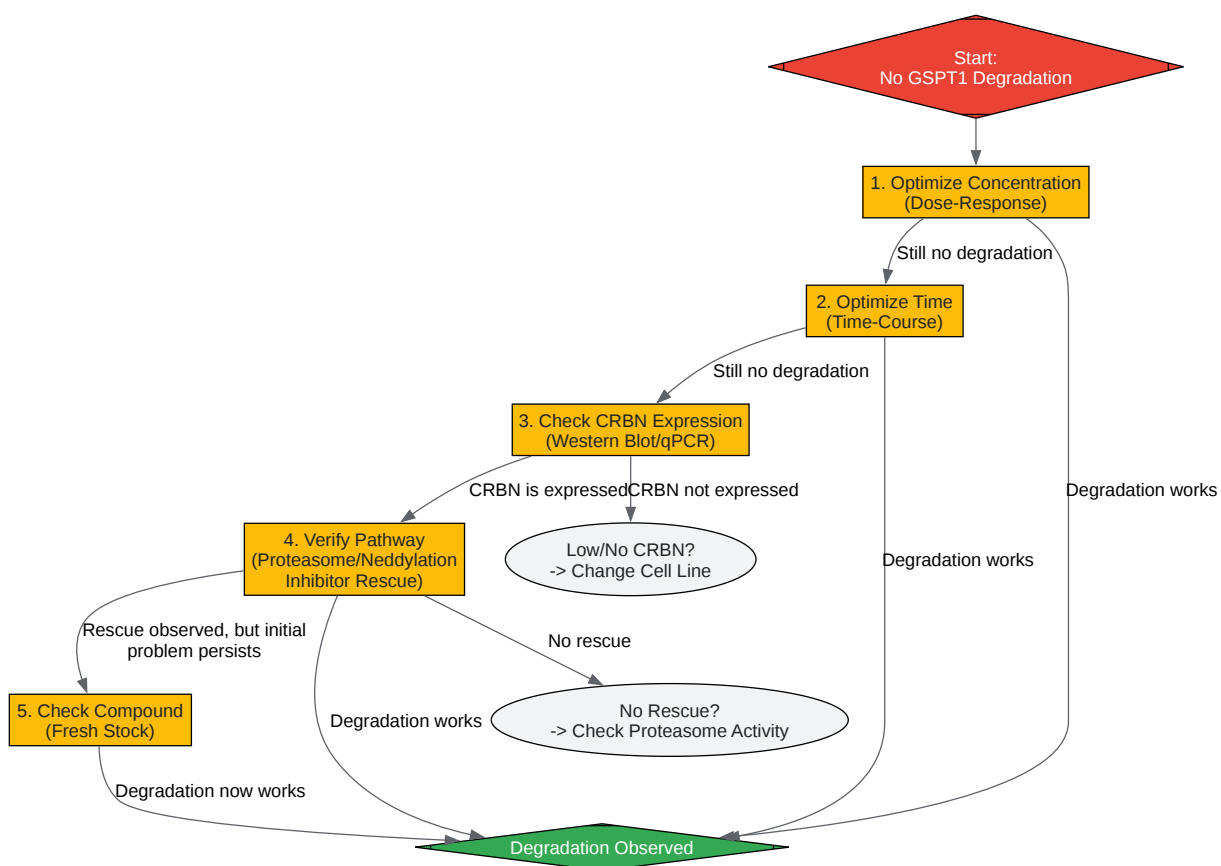 Start:
No GSPT1 Degradation
1. Optimize Concentration
(Dose-Response)
Still no degradation
2. Optimize Time
(Time-Course)
Still no degradation
3. Check CRBN Expression
(Western Blot/qPCR)
Degradation works
CRBN is expressed
CRBN not expressed
4. Verify Pathway
(Proteasome/Neddylation
Inhibitor Rescue)
Low/No CRBN?
-> Change Cell Line
Degradation works
Rescue observed, but initial
problem persists
No rescue
5. Check Compound
(Fresh Stock)
Degradation works
No Rescue?
-> Check Proteasome Activity
Degradation now works
Degradation Observed